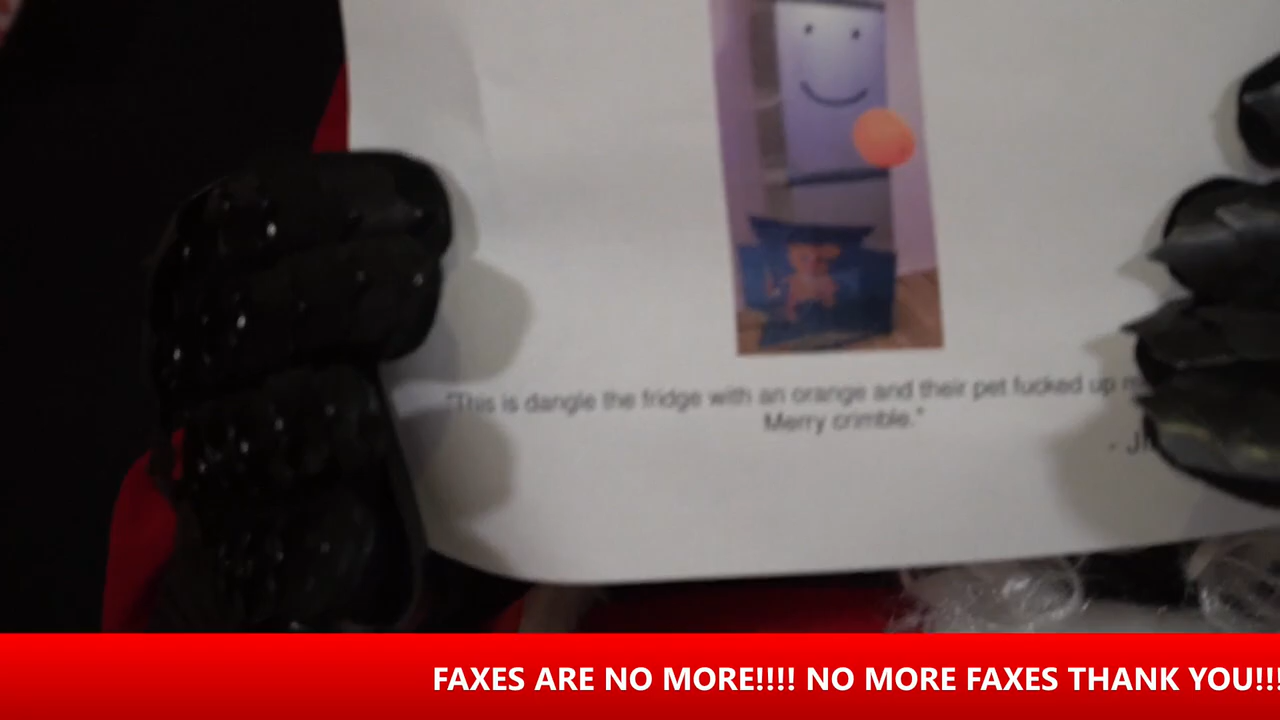 "This is dangle the fridge with an orange and their pet fucked up
Merry crimble."
FAXES ARE NO MORE!!!! NO MORE FAXES THANK YOU!!!